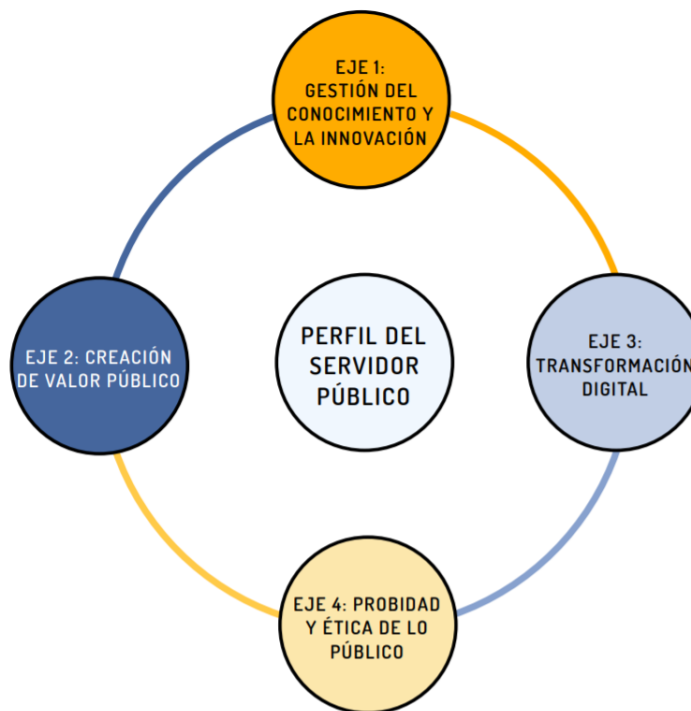 EJE 1:
GESTIÓN DEL
CONOCIMIENTO Y
LA INNOVACIÓN
EJE 2: CREACIÓN
DE VALOR PÚBLICO
PERFIL DEL
SERVIDOR
PÚBLICO
EJE 3:
TRANSFORMACIÓN
DIGITAL
EJE 4: PROBIDAD
Y ÉTICA DE LO
PÚBLICO